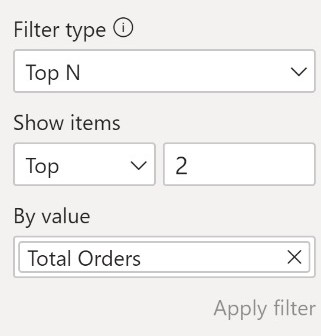 Filter type
Top N
Show items
Top 2
By value
Total Orders
Apply filter